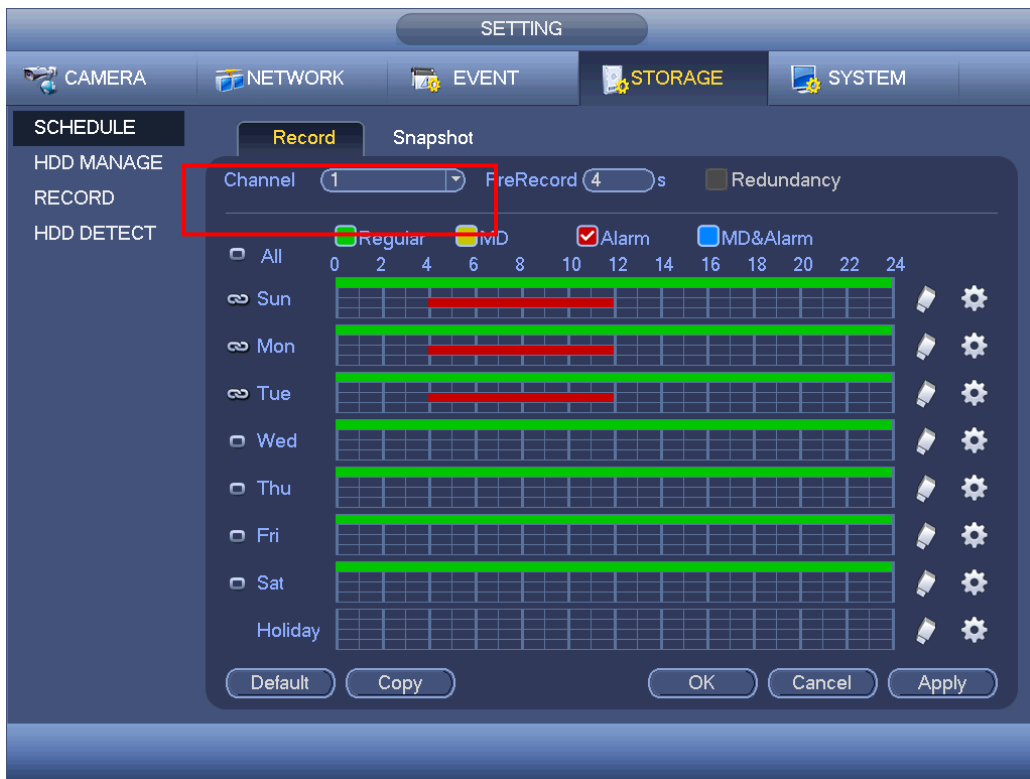 SETTING
CAMERA NETWORK EVENT STORAGE SYSTEM
SCHEDULE
HDD MANAGE
RECORD
HDD DETECT
Record Snapshot
Channel 1 PreRecord 4 s Redundancy
Regular MD Alarm MD&Alarm
All 0 2 4 6 8 10 12 14 16 18 20 22 24
Sun
Mon
Tue
Wed
Thu
Fri
Sat
Holiday
Default Copy OK Cancel Apply